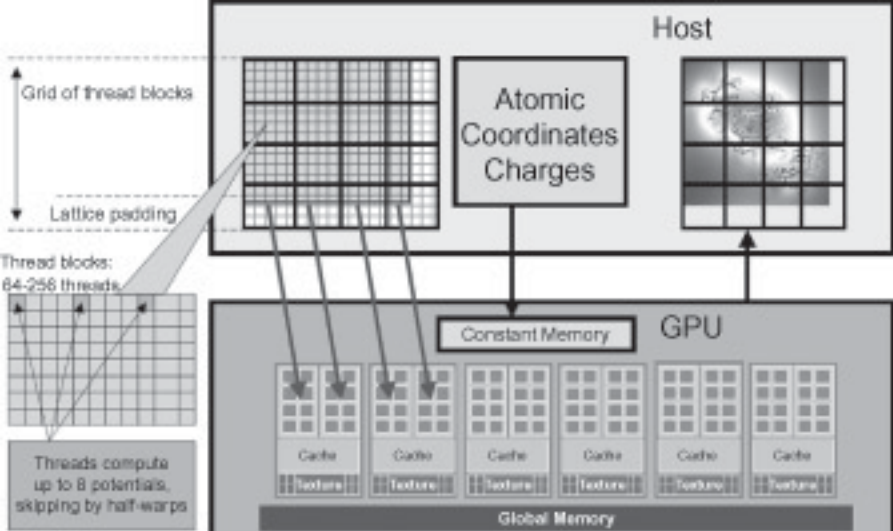 Host
Grid of thread blocks
Atomic
Coordinates
Charges
Lattice padding
Thread blocks:
64-256 threads
GPU
Constant Memory
Threads compute
up to 8 potentials,
skipping by half-warps
Cache Cache Cache Cache Cache Cache
Texture Texture Texture Texture Texture Texture
Global Memory